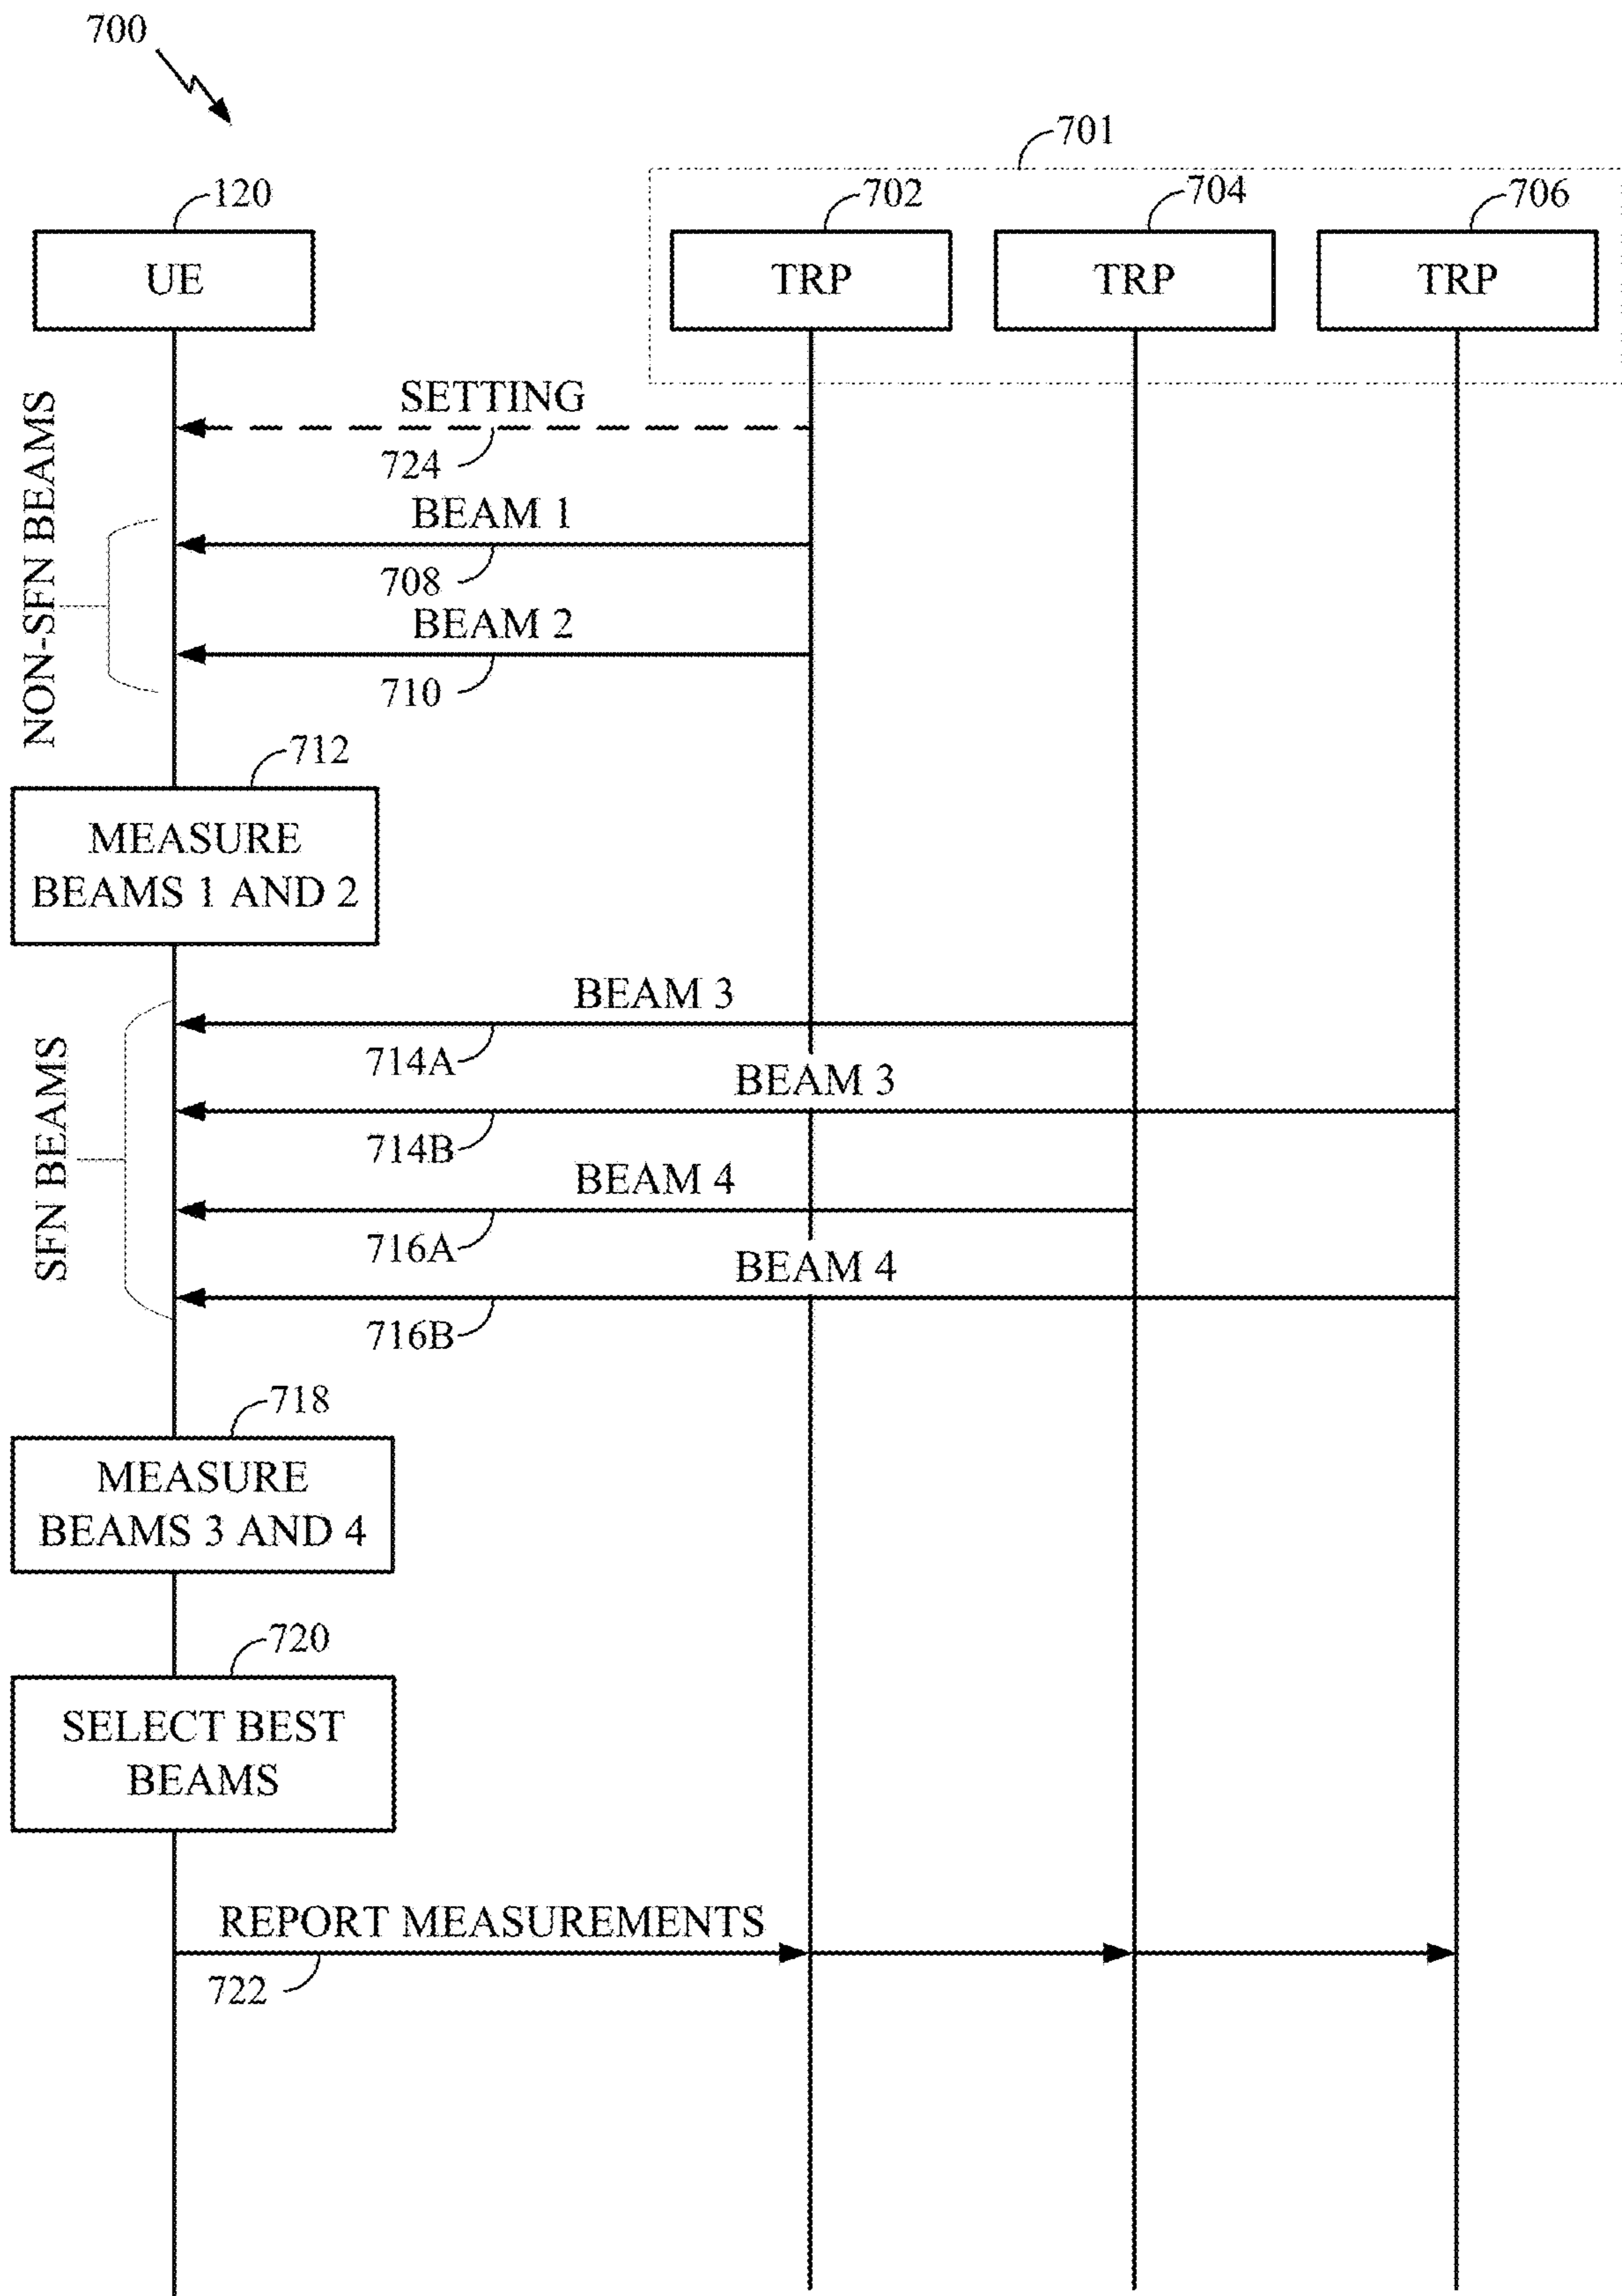 700
701
120
702
704
706
UE
TRP
TRP
TRP
SETTING
724
NON-SFN BEAMS
BEAM 1
708
BEAM 2
710
712
MEASURE
BEAMS 1 AND 2
SFN BEAMS
BEAM 3
714A
BEAM 3
714B
BEAM 4
716A
BEAM 4
716B
718
MEASURE
BEAMS 3 AND 4
720
SELECT BEST
BEAMS
REPORT MEASUREMENTS
722